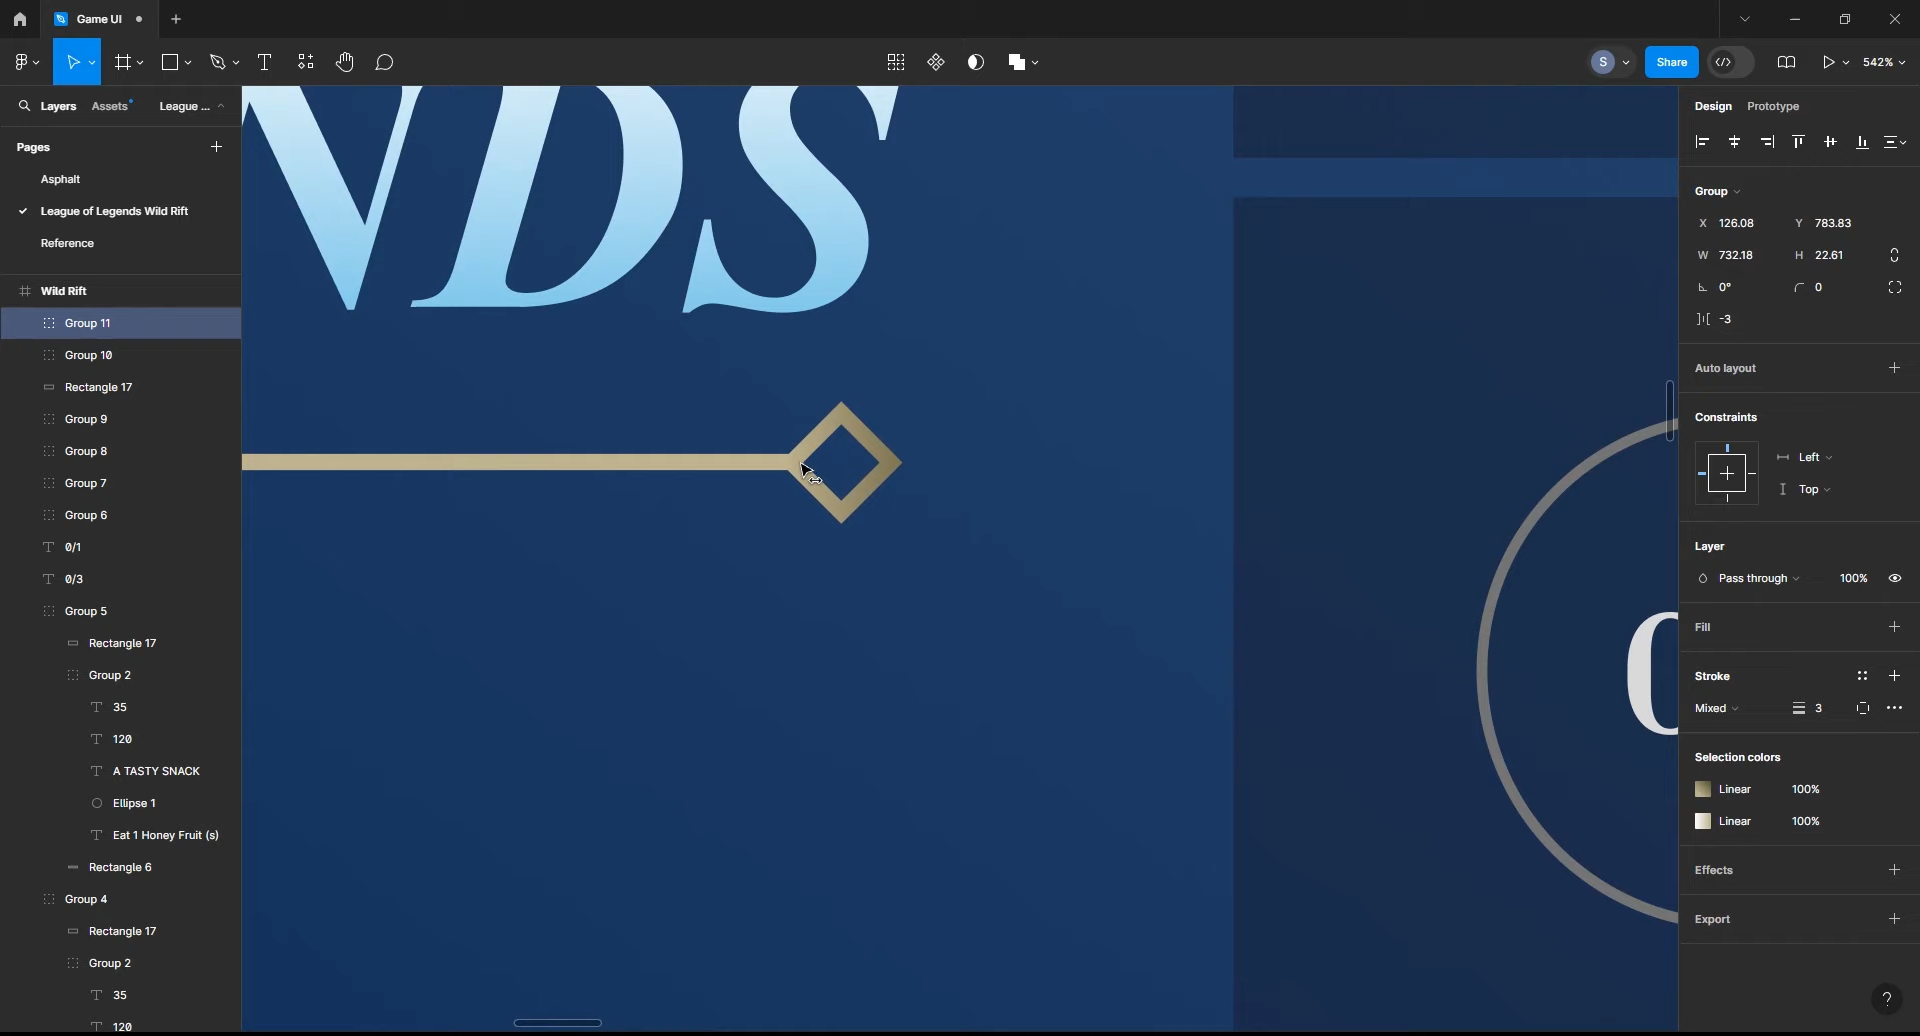 Game UI
S
Share
542%
Layers
Assets
League ...
Pages
Asphalt
League of Legends Wild Rift
Reference
Wild Rift
Group 11
Group 10
Rectangle 17
Group 9
Group 8
Group 7
Group 6
0/1
0/3
Group 5
Rectangle 17
Group 2
35
120
A TASTY SNACK
Ellipse 1
Eat 1 Honey Fruit (s)
Rectangle 6
Group 4
Rectangle 17
Group 2
35
120
NDS
0
Design
Prototype
Group
X 126.08
Y 783.83
W 732.18
H 22.61
0°
0
-3
Auto layout
Constraints
Left
Top
Layer
Pass through
100%
Fill
Stroke
Mixed
3
Selection colors
Linear 100%
Linear 100%
Effects
Export
?